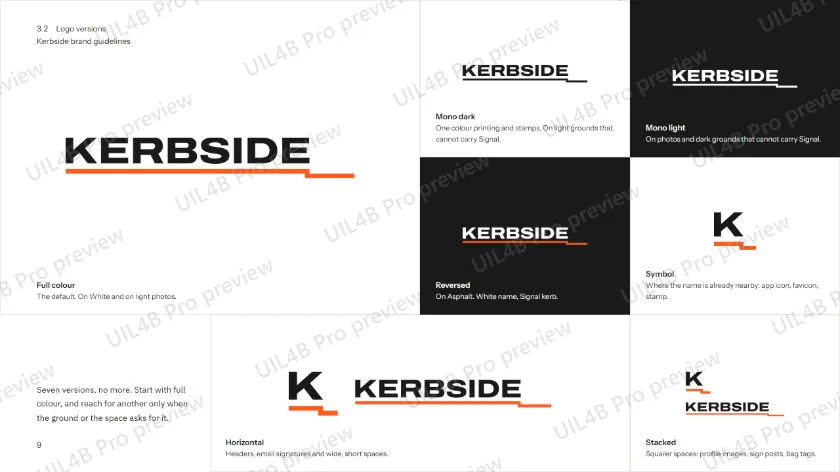 3.2 Logo versions
Kerbside brand guidelines
KERBSIDE
Full colour
The default. On White and on light photos.
KERBSIDE
Mono dark
One colour printing and stamps. On light grounds that
cannot carry Signal.
KERBSIDE
Mono light
On photos and dark grounds that cannot carry Signal.
KERBSIDE
Reversed
On Asphalt. White name, Signal kerb.
K
Symbol
Where the name is already nearby: app icon, favicon,
stamp.
Seven versions, no more. Start with full
colour, and reach for another only when
the ground or the space asks for it.
9
K KERBSIDE
Horizontal
Headers, email signatures and wide, short spaces.
K
KERBSIDE
Stacked
Squarer spaces: profile images, sign posts, bag tags.
UIL4B Pro preview